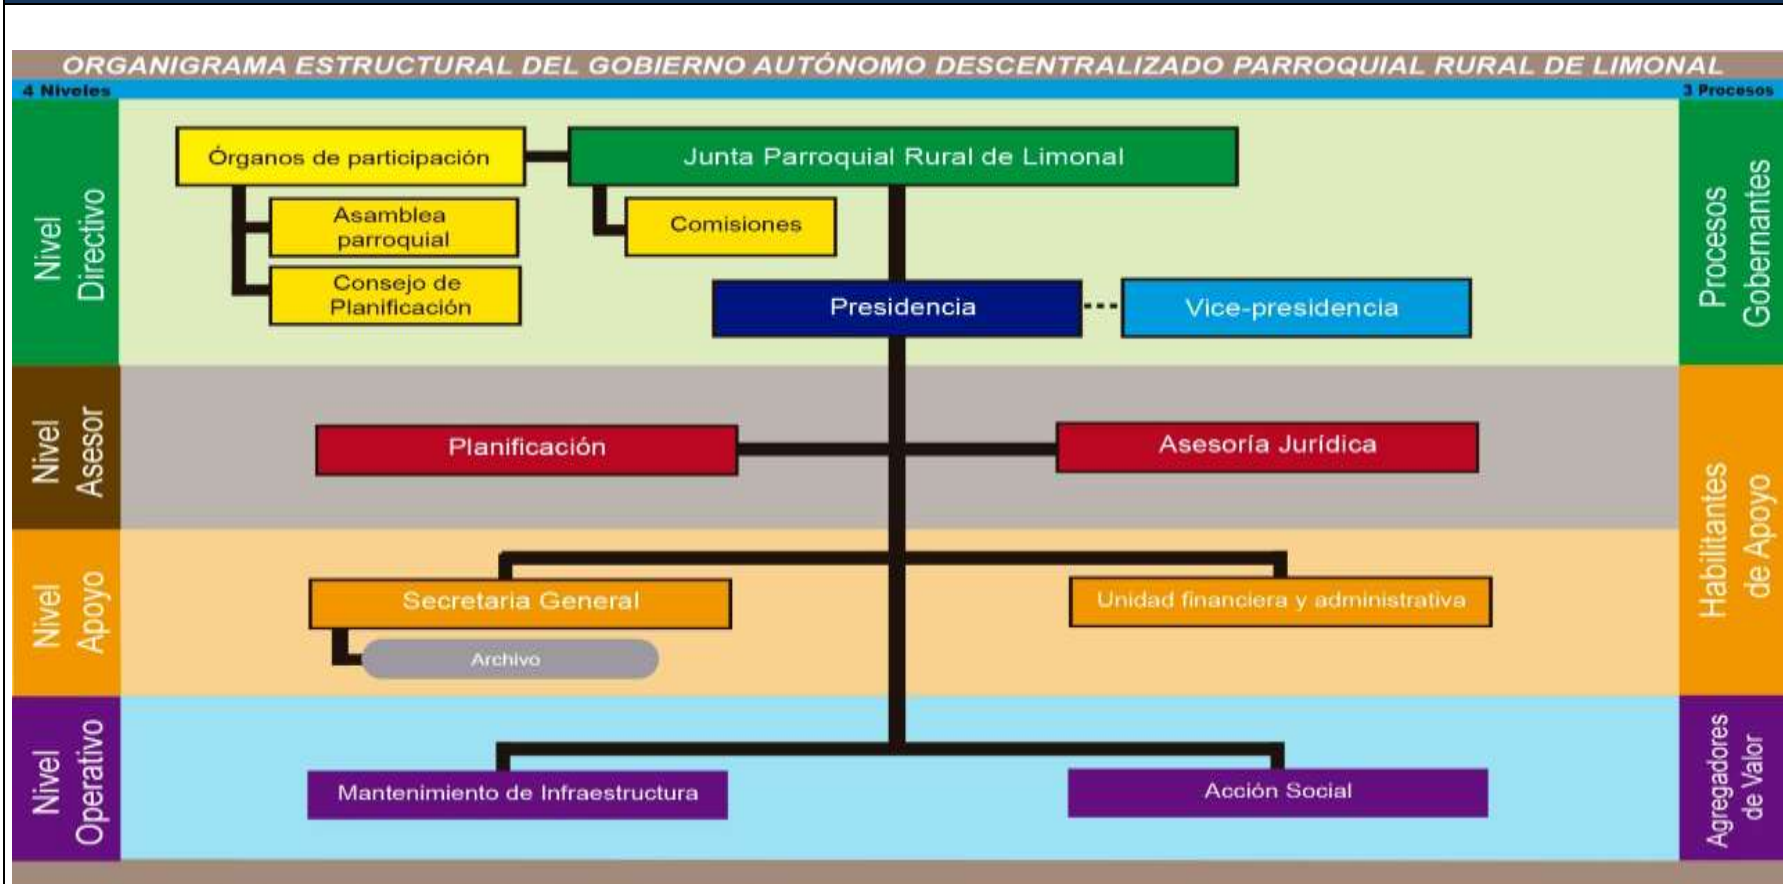 ORGANIGRAMA ESTRUCTURAL DEL GOBIERNO AUTÓNOMO DESCENTRALIZADO PARROQUIAL RURAL DE LIMONAL
4 Niveles
3 Procesos
Nivel
Directivo
Órganos de participación
Junta Parroquial Rural de Limonal
Asamblea
parroquial
Comisiones
Consejo de
Planificación
Presidencia
Vice-presidencia
Procesos
Gobernantes
Nivel
Asesor
Planificación
Asesoría Jurídica
Habilitantes
de Apoyo
Nivel
Apoyo
Secretaria General
Unidad financiera y administrativa
Archivo
Nivel
Operativo
Mantenimiento de Infraestructura
Acción Social
Agregadores
de Valor